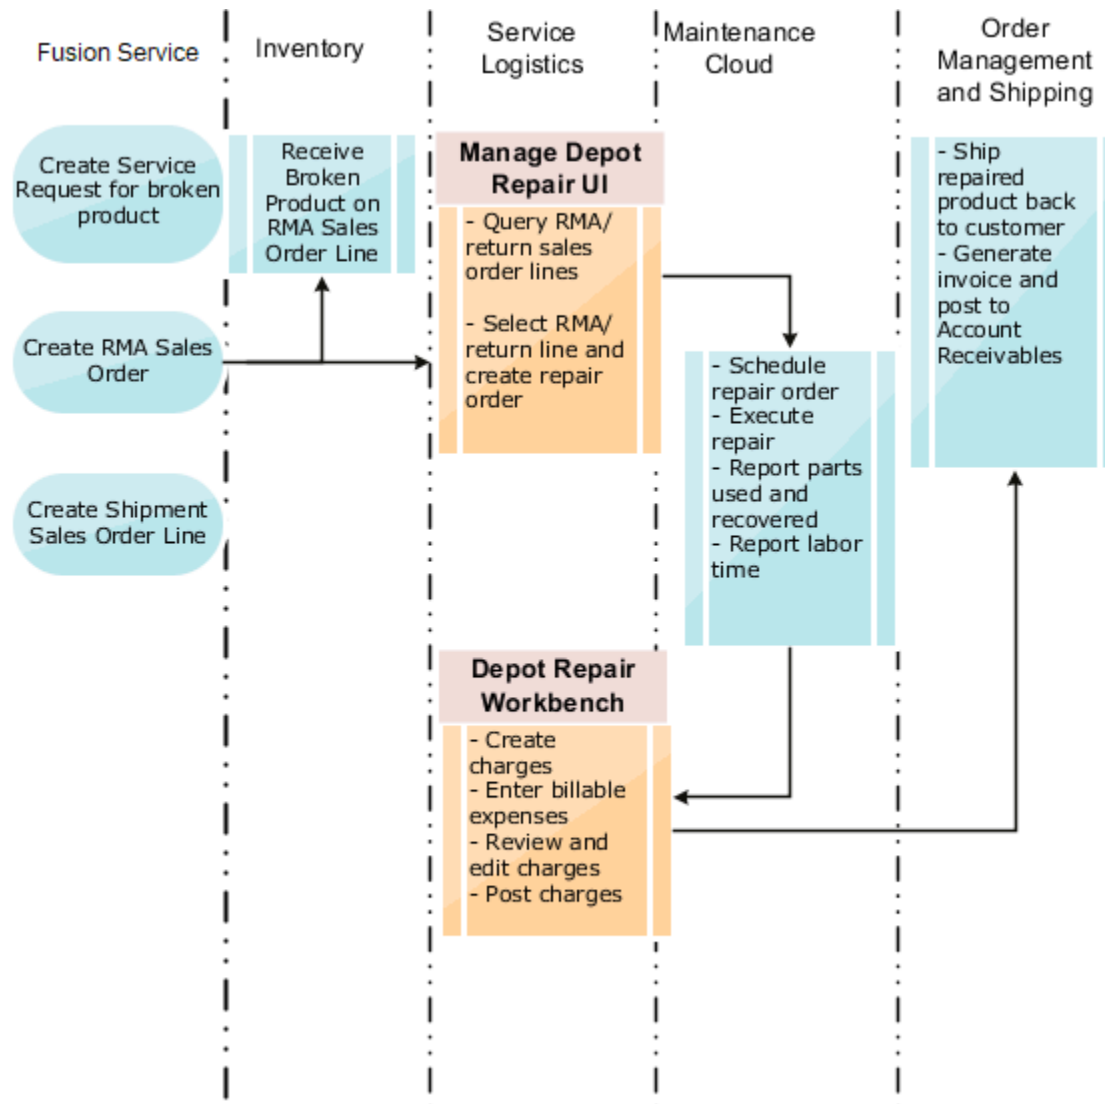 Fusion Service
Inventory
Service
Logistics
Maintenance
Cloud
Order
Management
and Shipping
Create Service
Request for broken
product
Create RMA Sales
Order
Create Shipment
Sales Order Line
Receive
Broken
Product on
RMA Sales
Order Line
Manage Depot
Repair UI
- Query RMA/
return sales
order lines
- Select RMA/
return line and
create repair
order
Depot Repair
Workbench
- Create
charges
- Enter billable
expenses
- Review and
edit charges
- Post charges
- Schedule
repair order
- Execute
repair
- Report parts
used and
recovered
- Report labor
time
- Ship
repaired
product back
to customer
- Generate
invoice and
post to
Account
Receivables